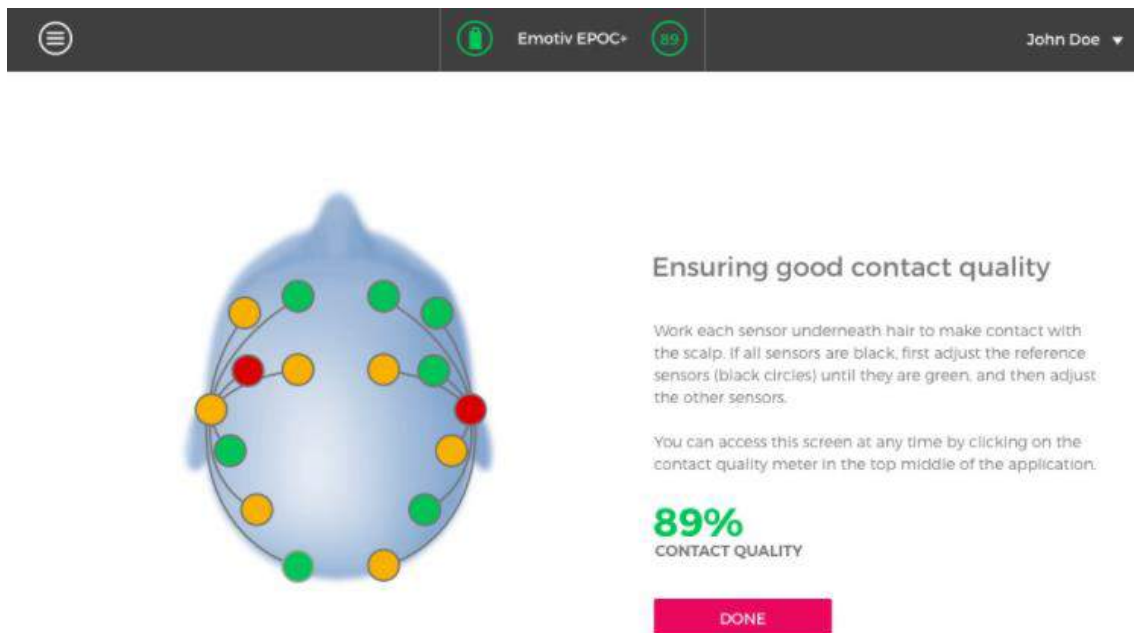 Emotiv EPOC+ 89 John Doe
Ensuring good contact quality
Work each sensor underneath hair to make contact with
the scalp. If all sensors are black, first adjust the reference
sensors (black circles) until they are green, and then adjust
the other sensors.
You can access this screen at any time by clicking on the
contact quality meter in the top middle of the application.
89%
CONTACT QUALITY
DONE